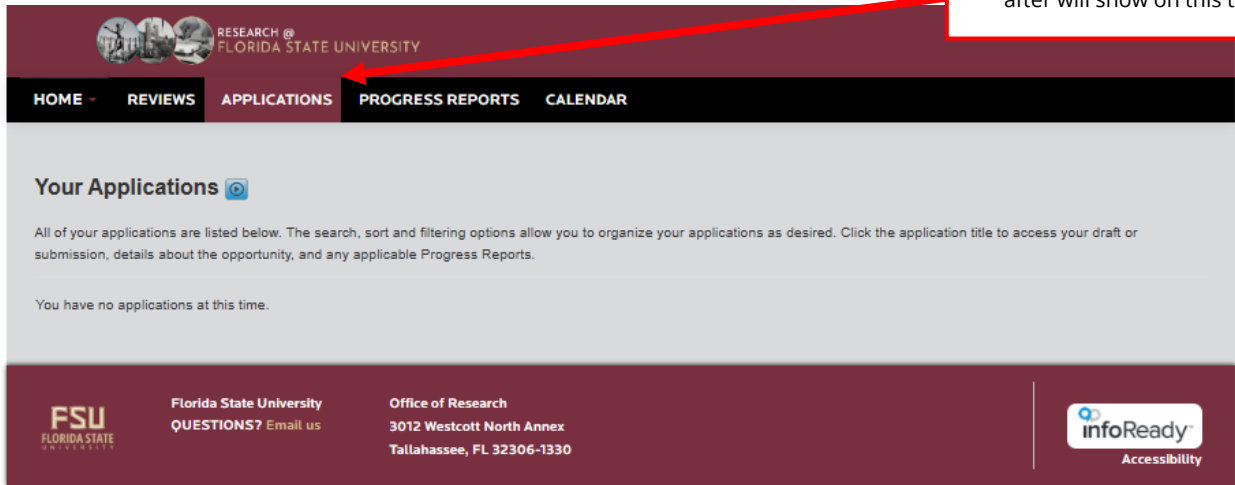 after will show on this t
RESEARCH @
FLORIDA STATE UNIVERSITY
HOME REVIEWS APPLICATIONS PROGRESS REPORTS CALENDAR
Your Applications
All of your applications are listed below. The search, sort and filtering options allow you to organize your applications as desired. Click the application title to access your draft or
submission, details about the opportunity, and any applicable Progress Reports.
You have no applications at this time.
FSU
FLORIDA STATE
UNIVERSITY
Florida State University
QUESTIONS? Email us
Office of Research
3012 Westcott North Annex
Tallahassee, FL 32306-1330
infoReady
Accessibility